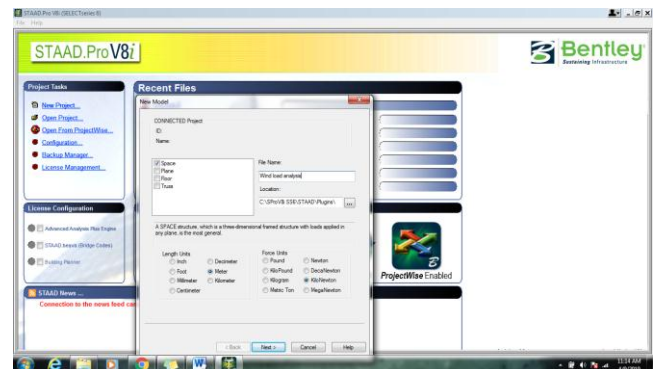 STAAD.Pro V8i (SELECTseries 6)
File Help
STAAD.Pro V8i
Bentley
Sustaining Infrastructure
Project Tasks
New Project...
Open Project...
Open From ProjectWise...
Configuration...
Backup Manager...
License Management...
Recent Files
New Model
CONNECTED Project
ID:
Name:
Space
Plane
Floor
Truss
File Name:
Wind load analysis
Location:
C:\SProV8i SS6\STAAD\Plugins\
...
A SPACE structure, which is a three-dimensional framed structure with loads applied in
any plane, is the most general.
Length Units
Inch
Decimeter
Foot
Meter
Millimeter
Kilometer
Centimeter
Force Units
Pound
Newton
KiloPound
DecaNewton
Kilogram
KiloNewton
Metric Ton
MegaNewton
< Back
Next >
Cancel
Help
License Configuration
Advanced Analysis Plus Engine
STAAD.beava (Bridge Codes)
Building Planner
ProjectWise Enabled
STAAD News ...
Connection to the news feed can
11:14 AM